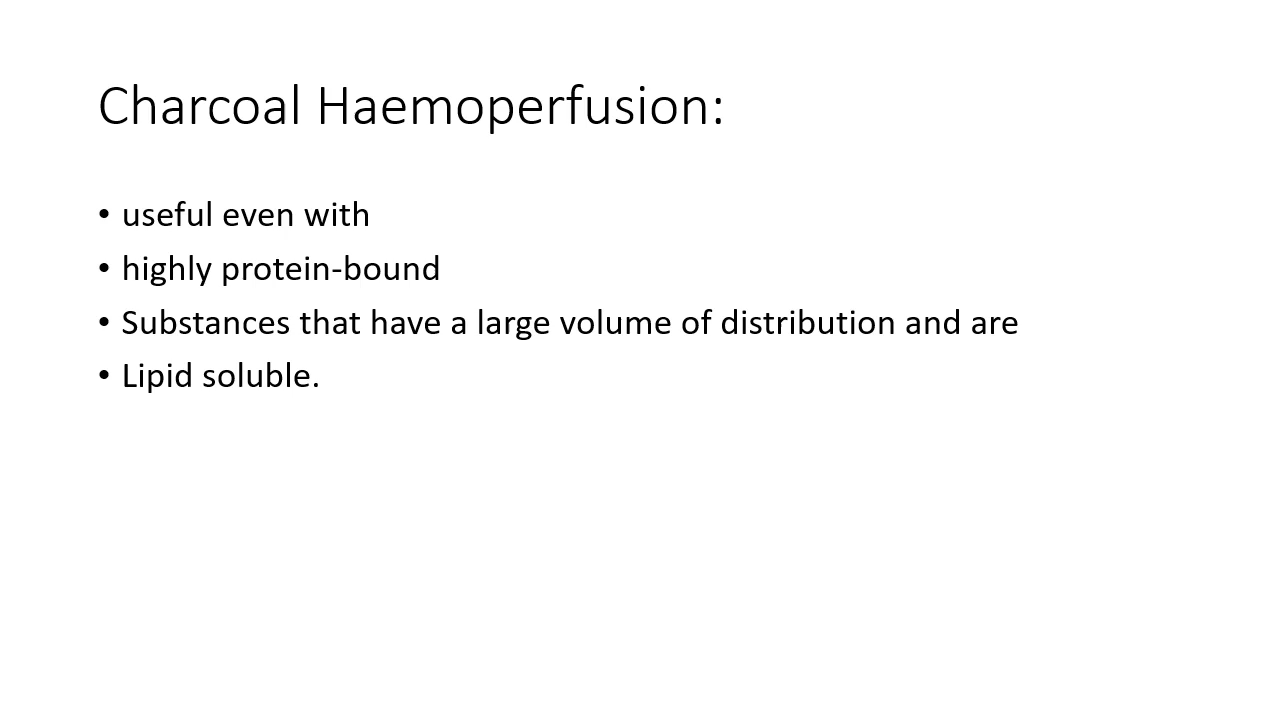 Charcoal Haemoperfusion:
• useful even with
• highly protein-bound
• Substances that have a large volume of distribution and are
• Lipid soluble.